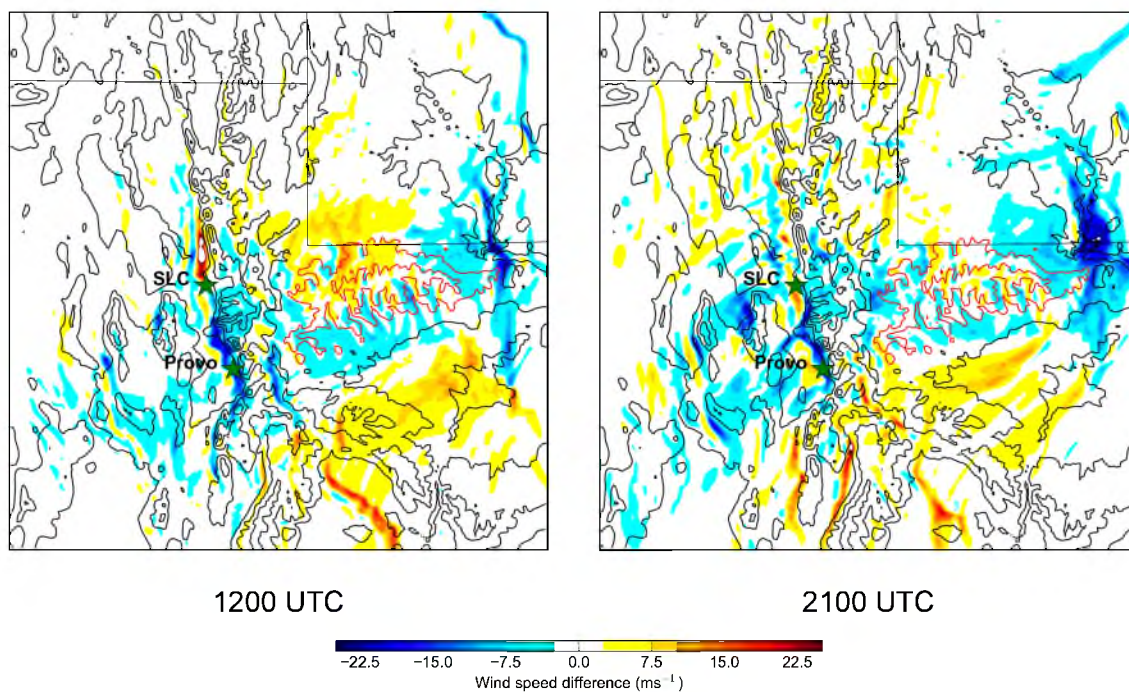 SLC
Provo
SLC
Provo
1200 UTC
2100 UTC
−22.5 −15.0 −7.5 0.0 7.5 15.0 22.5
Wind speed difference (ms⁻¹)